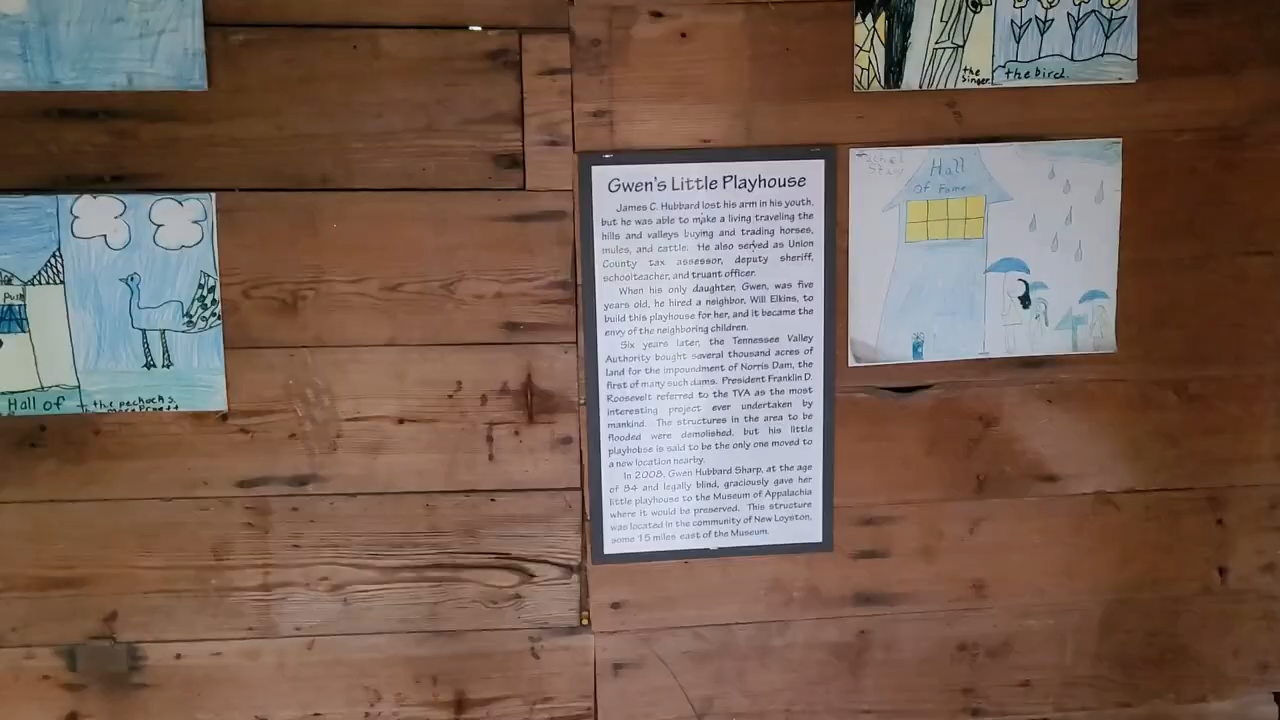 the
singer.
the bird.
Gwen's Little Playhouse
James C. Hubbard lost his arm in his youth,
but he was able to make a living traveling the
hills and valleys buying and trading horses,
mules, and cattle. He also served as Union
County tax assessor, deputy sheriff,
schoolteacher, and truant officer.
When his only daughter, Gwen, was five
years old, he hired a neighbor, Will Elkins, to
build this playhouse for her, and it became the
envy of the neighboring children.
Six years later, the Tennessee Valley
Authority bought several thousand acres of
land for the impoundment of Norris Dam, the
first of many such dams. President Franklin D.
Roosevelt referred to the TVA as the most
interesting project ever undertaken by
mankind. The structures in the area to be
flooded were demolished, but his little
playhouse is said to be the only one moved to
a new location nearby.
In 2008, Gwen Hubbard Sharp, at the age
of 84 and legally blind, graciously gave her
little playhouse to the Museum of Appalachia
where it would be preserved. This structure
was located in the community of New Loyston,
some 15 miles east of the Museum.
Hall
Of Fame
Push
Hall of
the